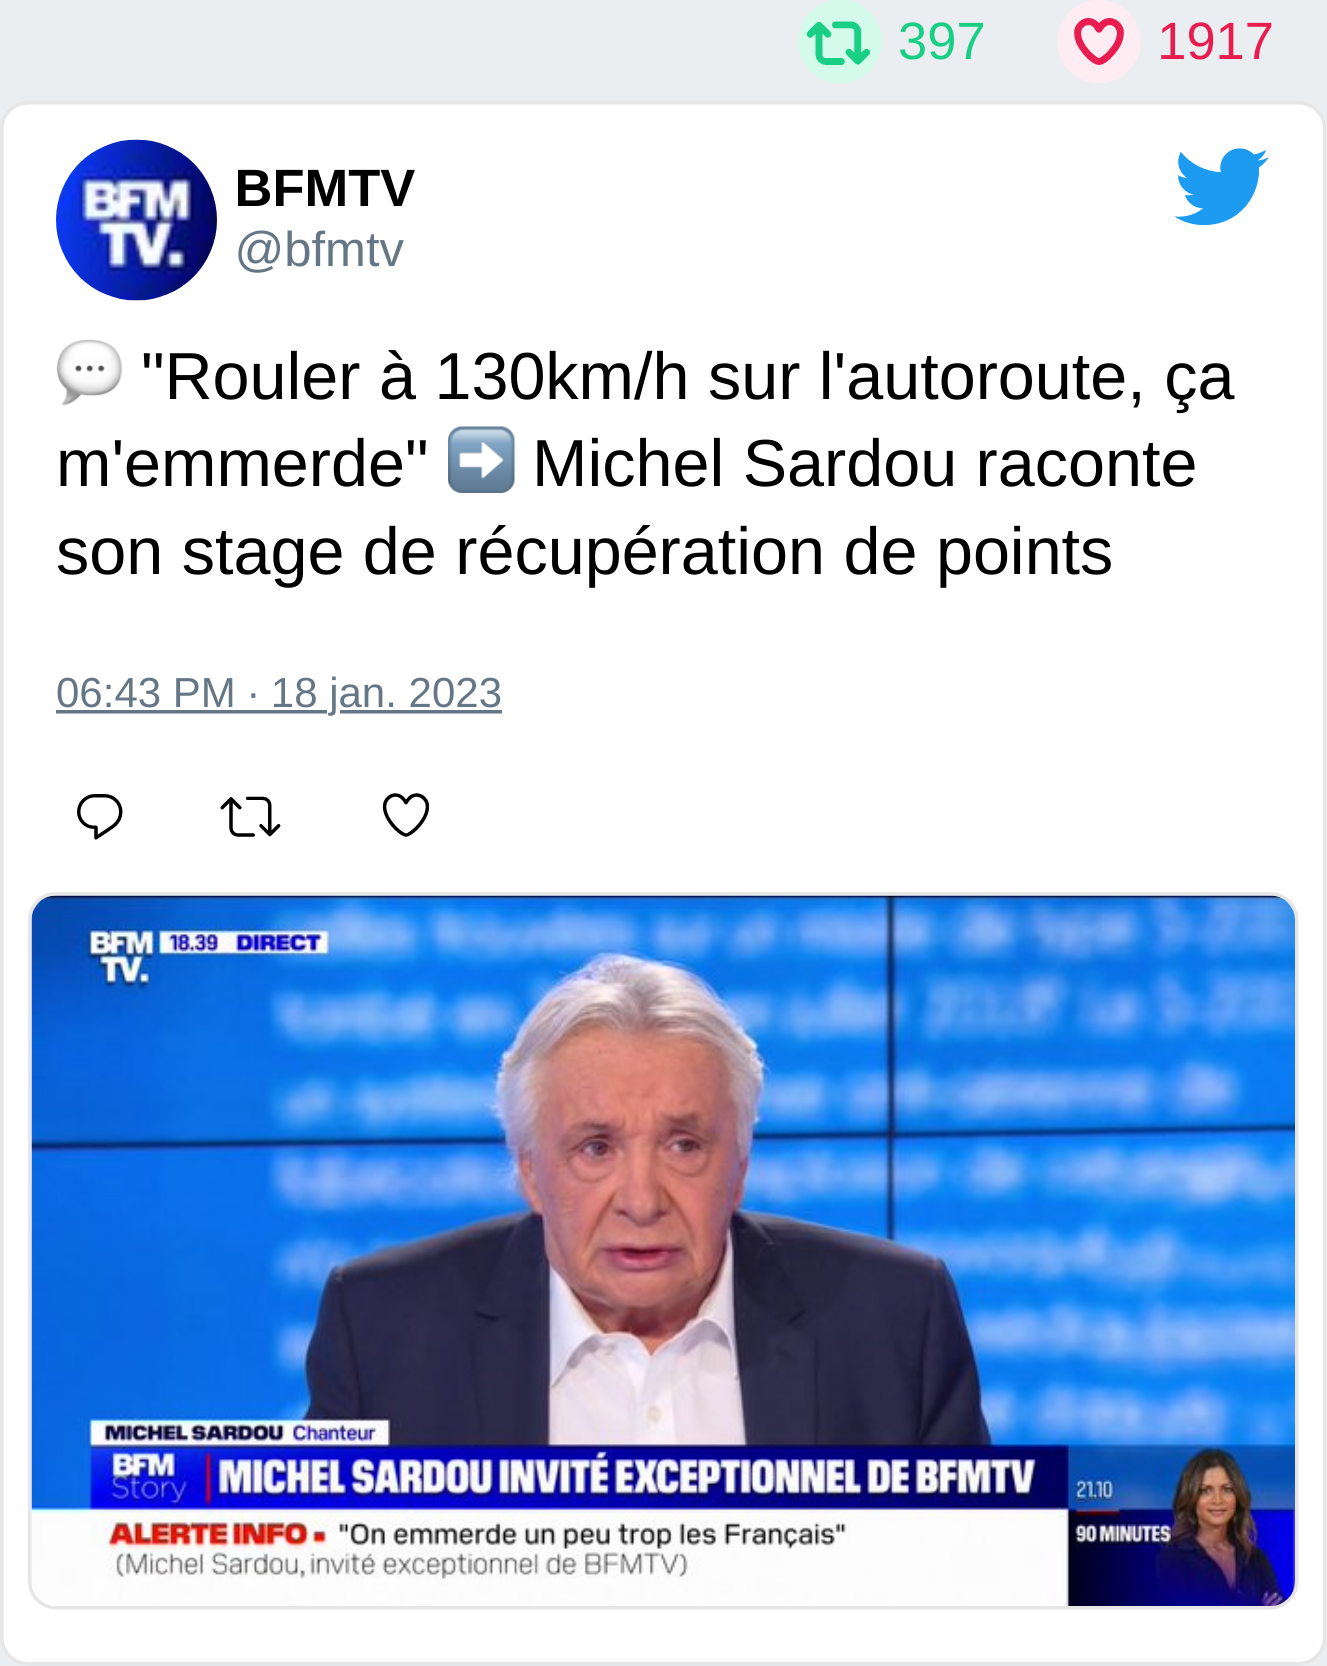 397 1917
BFM
TV.
BFMTV
@bfmtv
💬 "Rouler à 130km/h sur l'autoroute, ça
m'emmerde" ➡️ Michel Sardou raconte
son stage de récupération de points
06:43 PM · 18 jan. 2023
BFM 18.39 DIRECT
TV.
MICHEL SARDOU Chanteur
BFM
Story
MICHEL SARDOU INVITÉ EXCEPTIONNEL DE BFMTV
21.10
90 MINUTES
ALERTE INFO ▪ "On emmerde un peu trop les Français"
(Michel Sardou, invité exceptionnel de BFMTV)